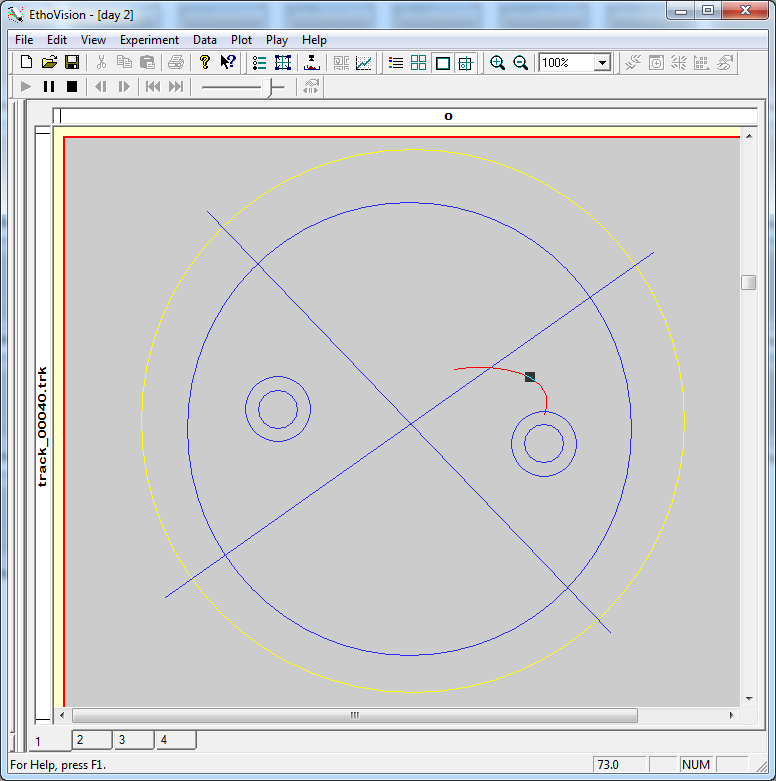 EthoVision - [day 2]
File Edit View Experiment Data Plot Play Help
100%
o
track_00040.trk
1 2 3 4
For Help, press F1. 73.0 NUM